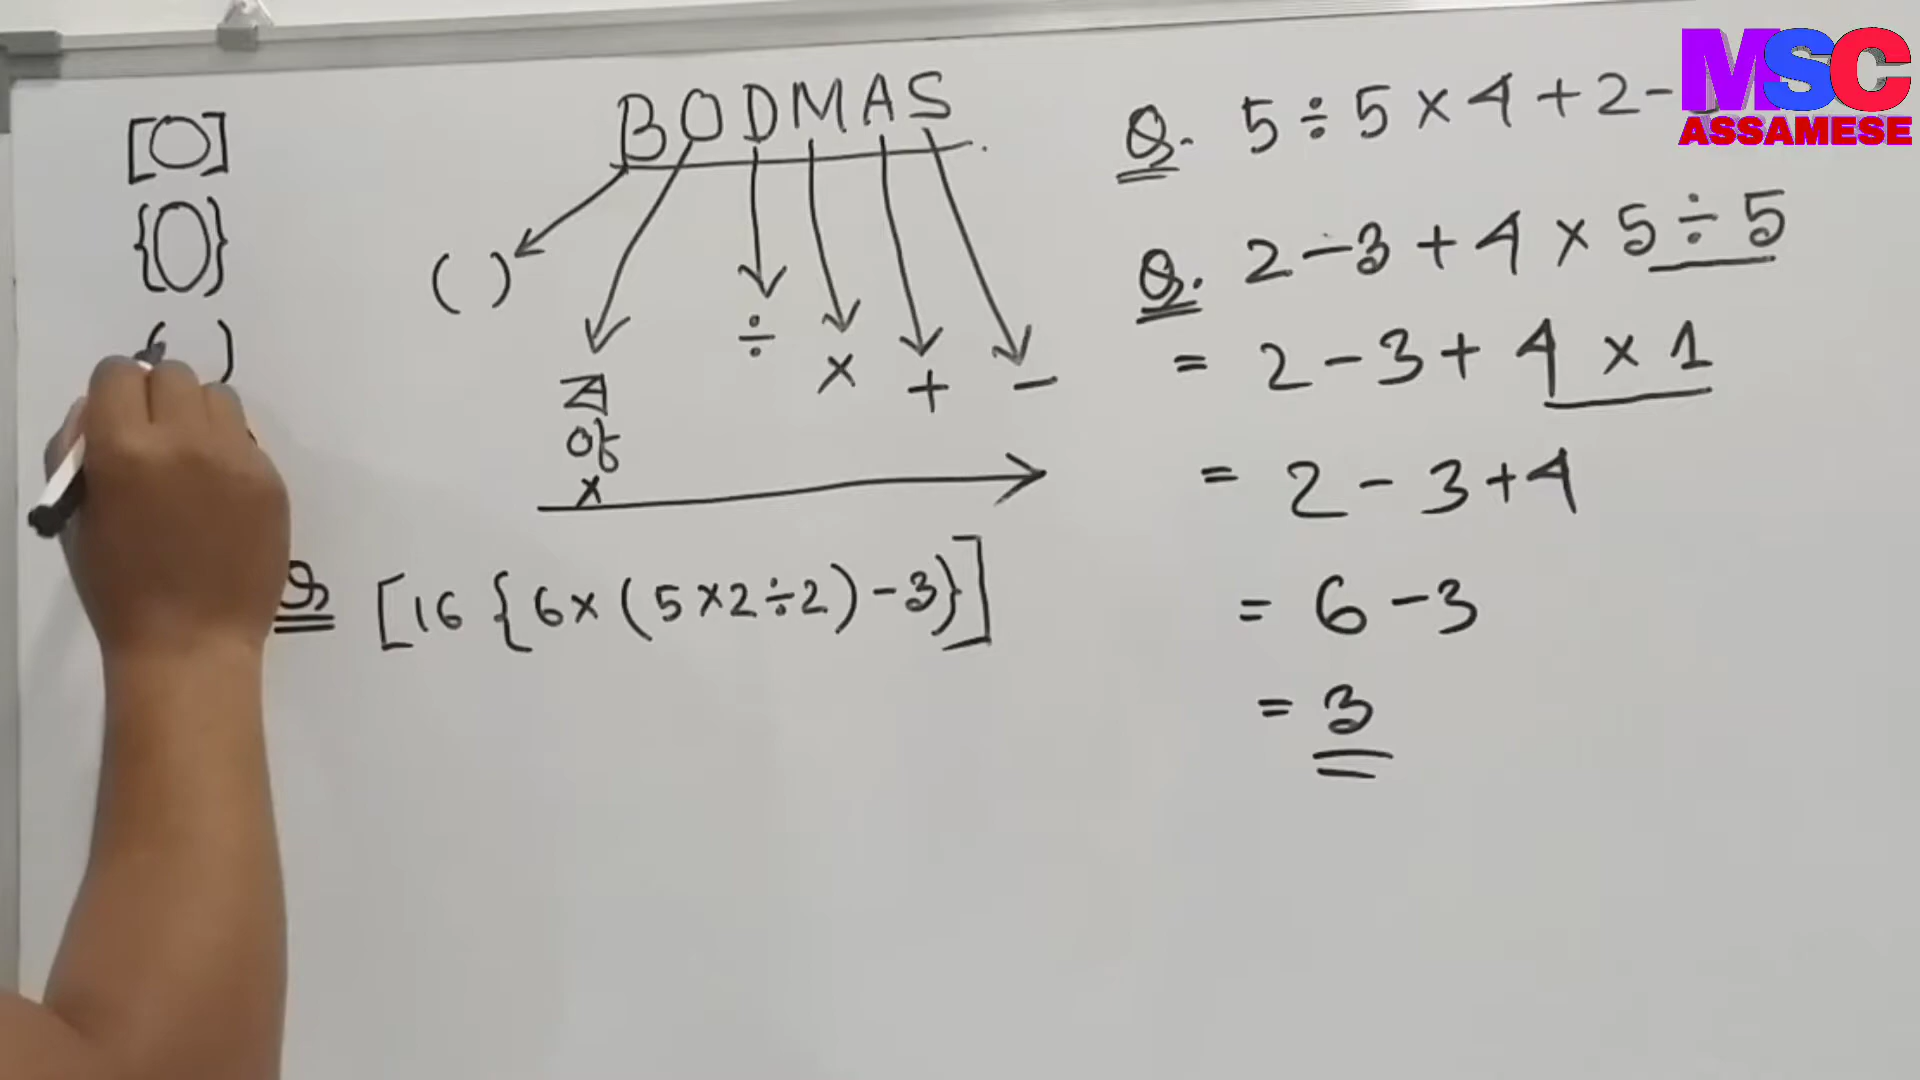 BODMAS
[ ]
{ }
( )
( )
÷
×
+
−
ৰ
of
×
Q. [16 {6×(5×2÷2)−3}]
Q. 5÷5×4+2−
Q. 2−3+4×5÷5
= 2−3+4×1
= 2−3+4
= 6−3
= 3
MSC
ASSAMESE